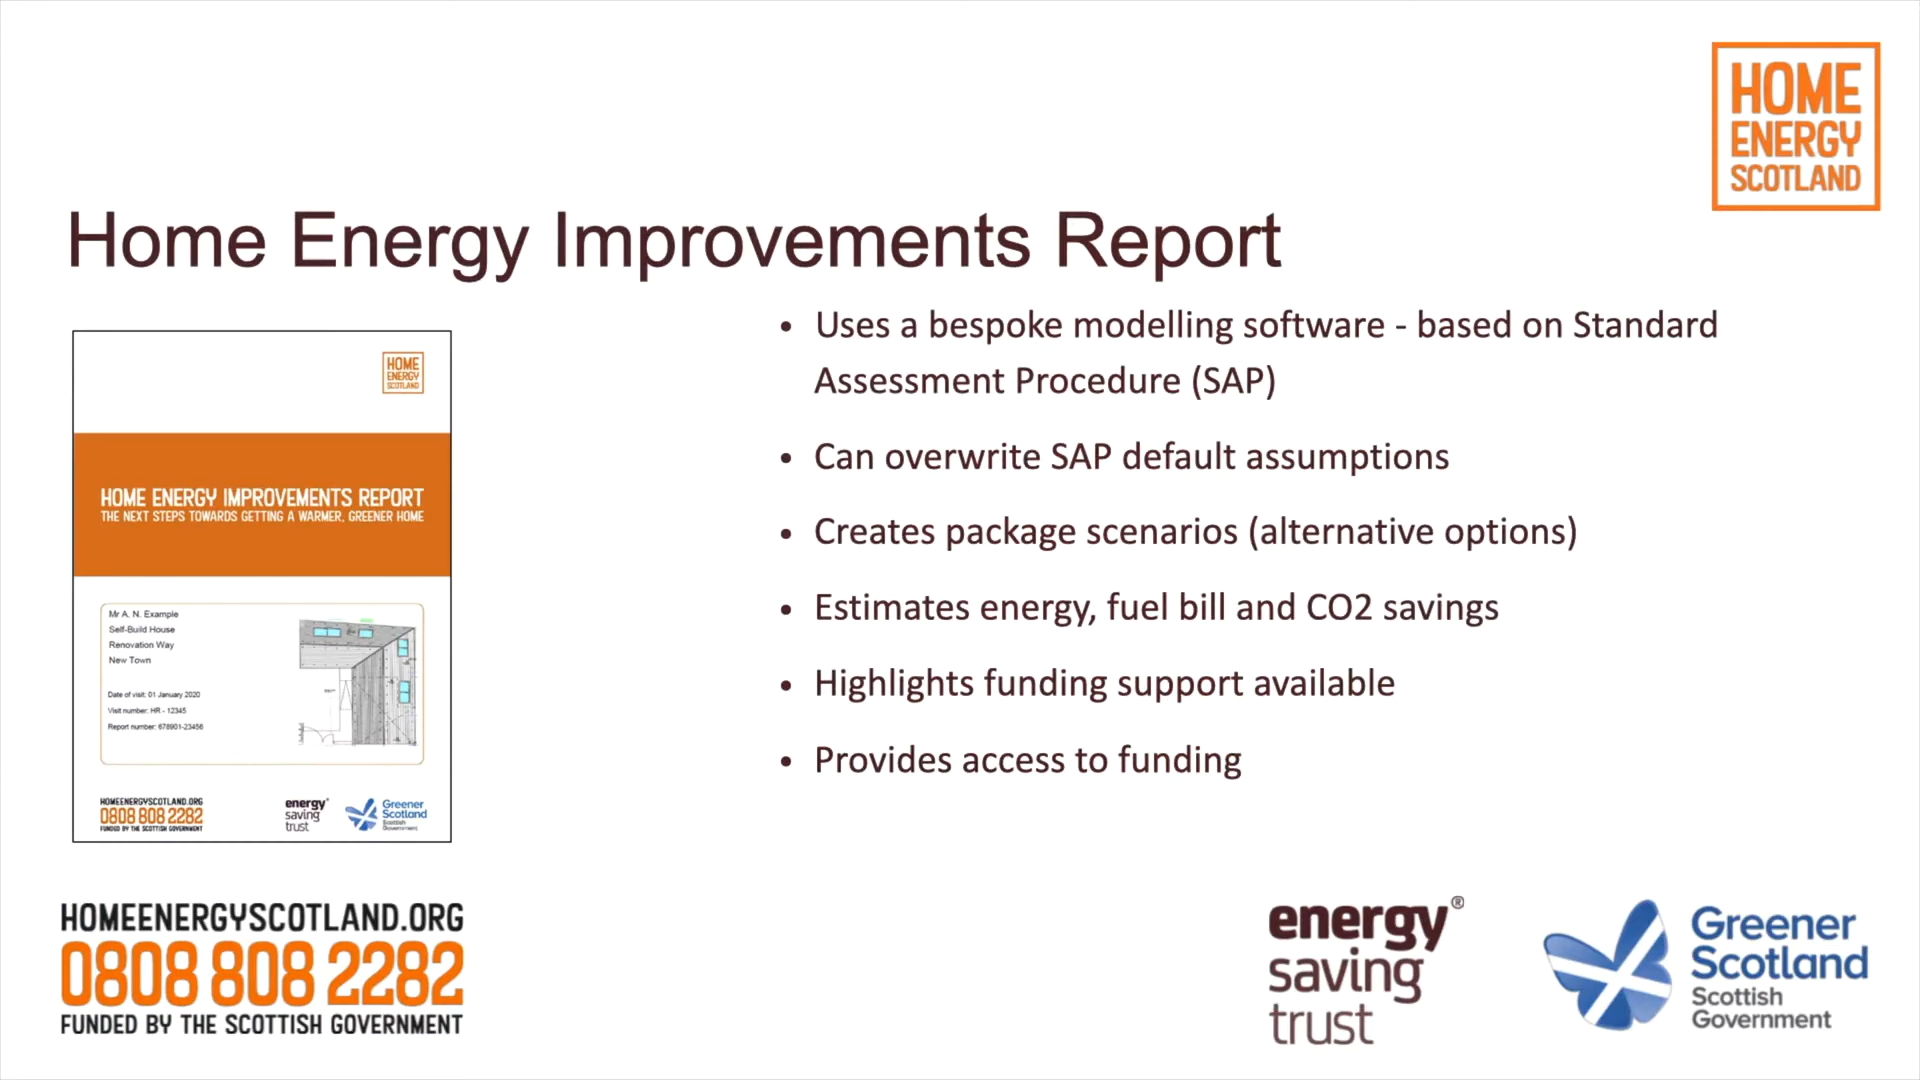 HOME
ENERGY
SCOTLAND
Home Energy Improvements Report
HOME
ENERGY
SCOTLAND
HOME ENERGY IMPROVEMENTS REPORT
THE NEXT STEPS TOWARDS GETTING A WARMER, GREENER HOME
Mr A. N. Example
Self-Build House
Renovation Way
New Town
Date of visit: 01 January 2020
Visit number: HR - 12345
Report number: 678901-23456
HOMEENERGYSCOTLAND.ORG
0808 808 2282
FUNDED BY THE SCOTTISH GOVERNMENT
energy®
saving
trust
Greener
Scotland
Scottish
Government
• Uses a bespoke modelling software - based on Standard
Assessment Procedure (SAP)
• Can overwrite SAP default assumptions
• Creates package scenarios (alternative options)
• Estimates energy, fuel bill and CO2 savings
• Highlights funding support available
• Provides access to funding
HOMEENERGYSCOTLAND.ORG
0808 808 2282
FUNDED BY THE SCOTTISH GOVERNMENT
energy®
saving
trust
Greener
Scotland
Scottish
Government